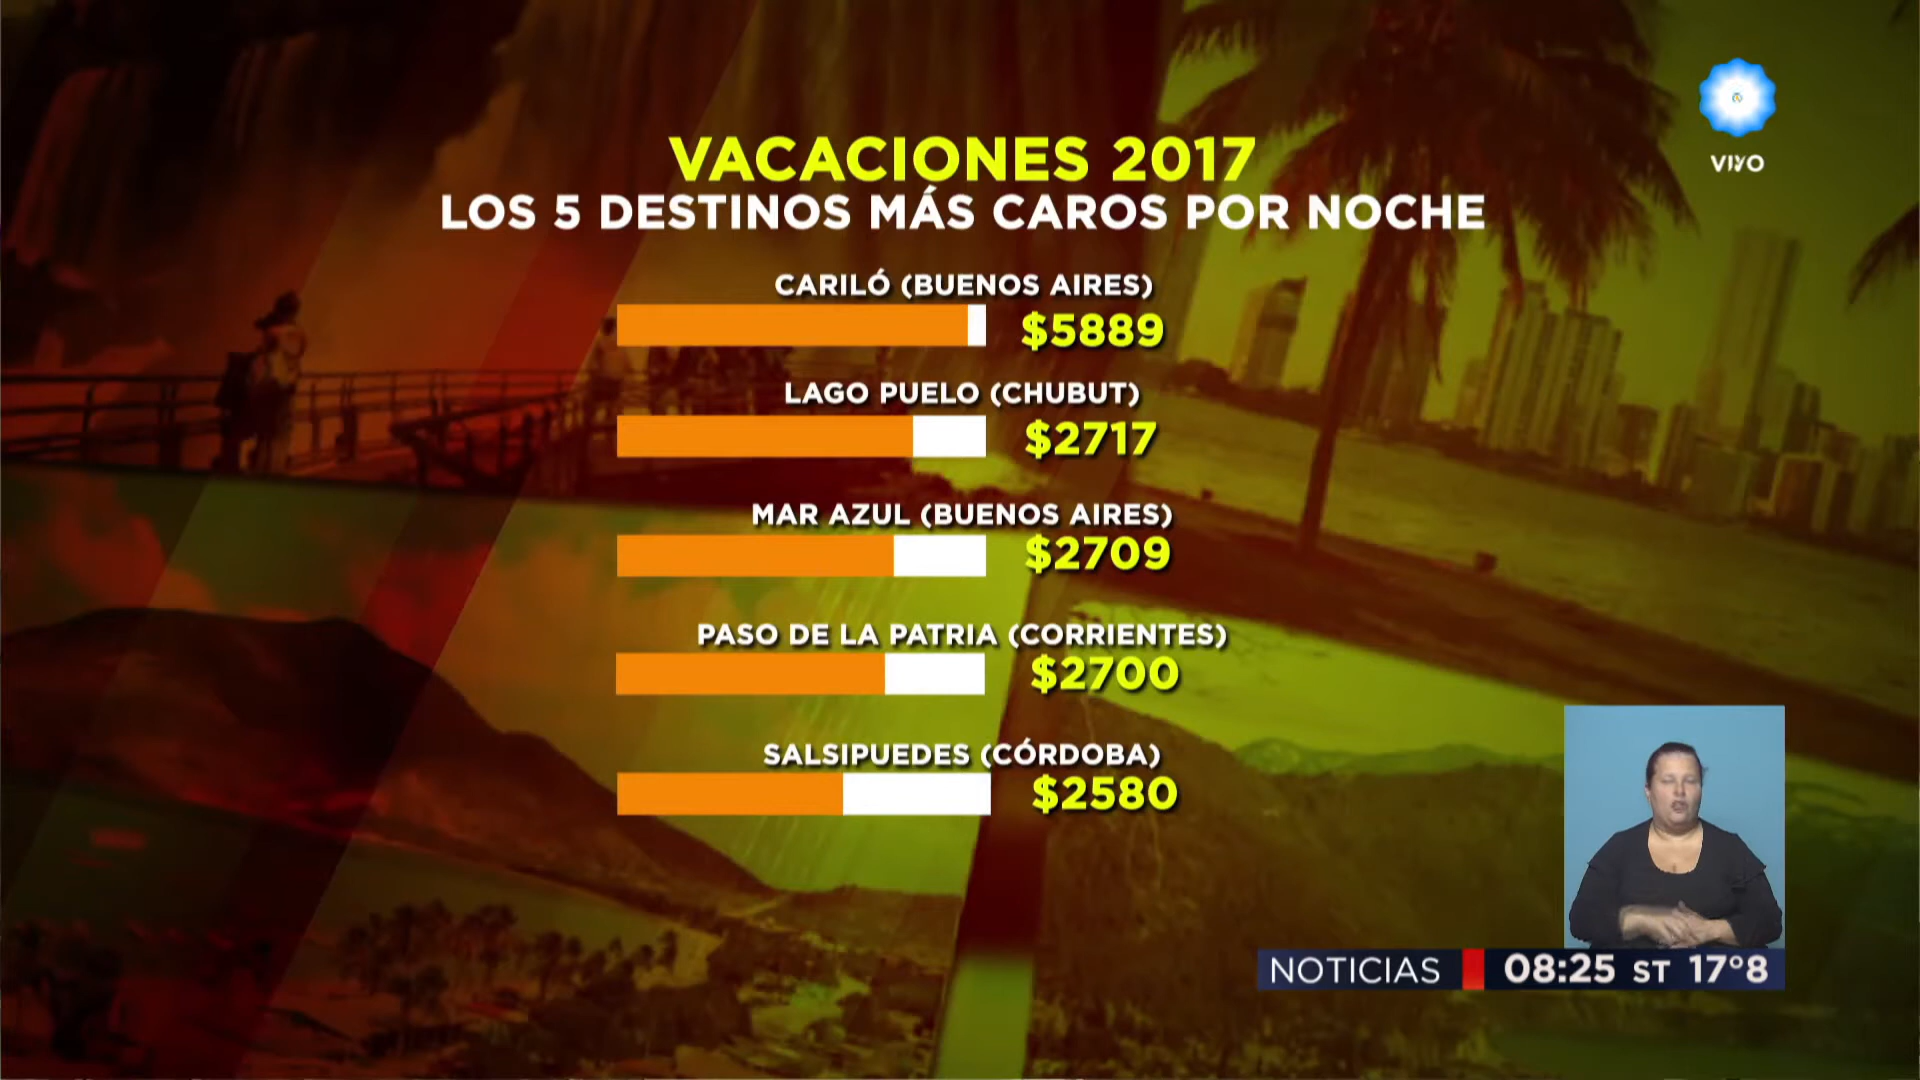 VIVO
VACACIONES 2017
LOS 5 DESTINOS MÁS CAROS POR NOCHE
CARILÓ (BUENOS AIRES)
$5889
LAGO PUELO (CHUBUT)
$2717
MAR AZUL (BUENOS AIRES)
$2709
PASO DE LA PATRIA (CORRIENTES)
$2700
SALSIPUEDES (CÓRDOBA)
$2580
NOTICIAS 08:25 ST 17°8